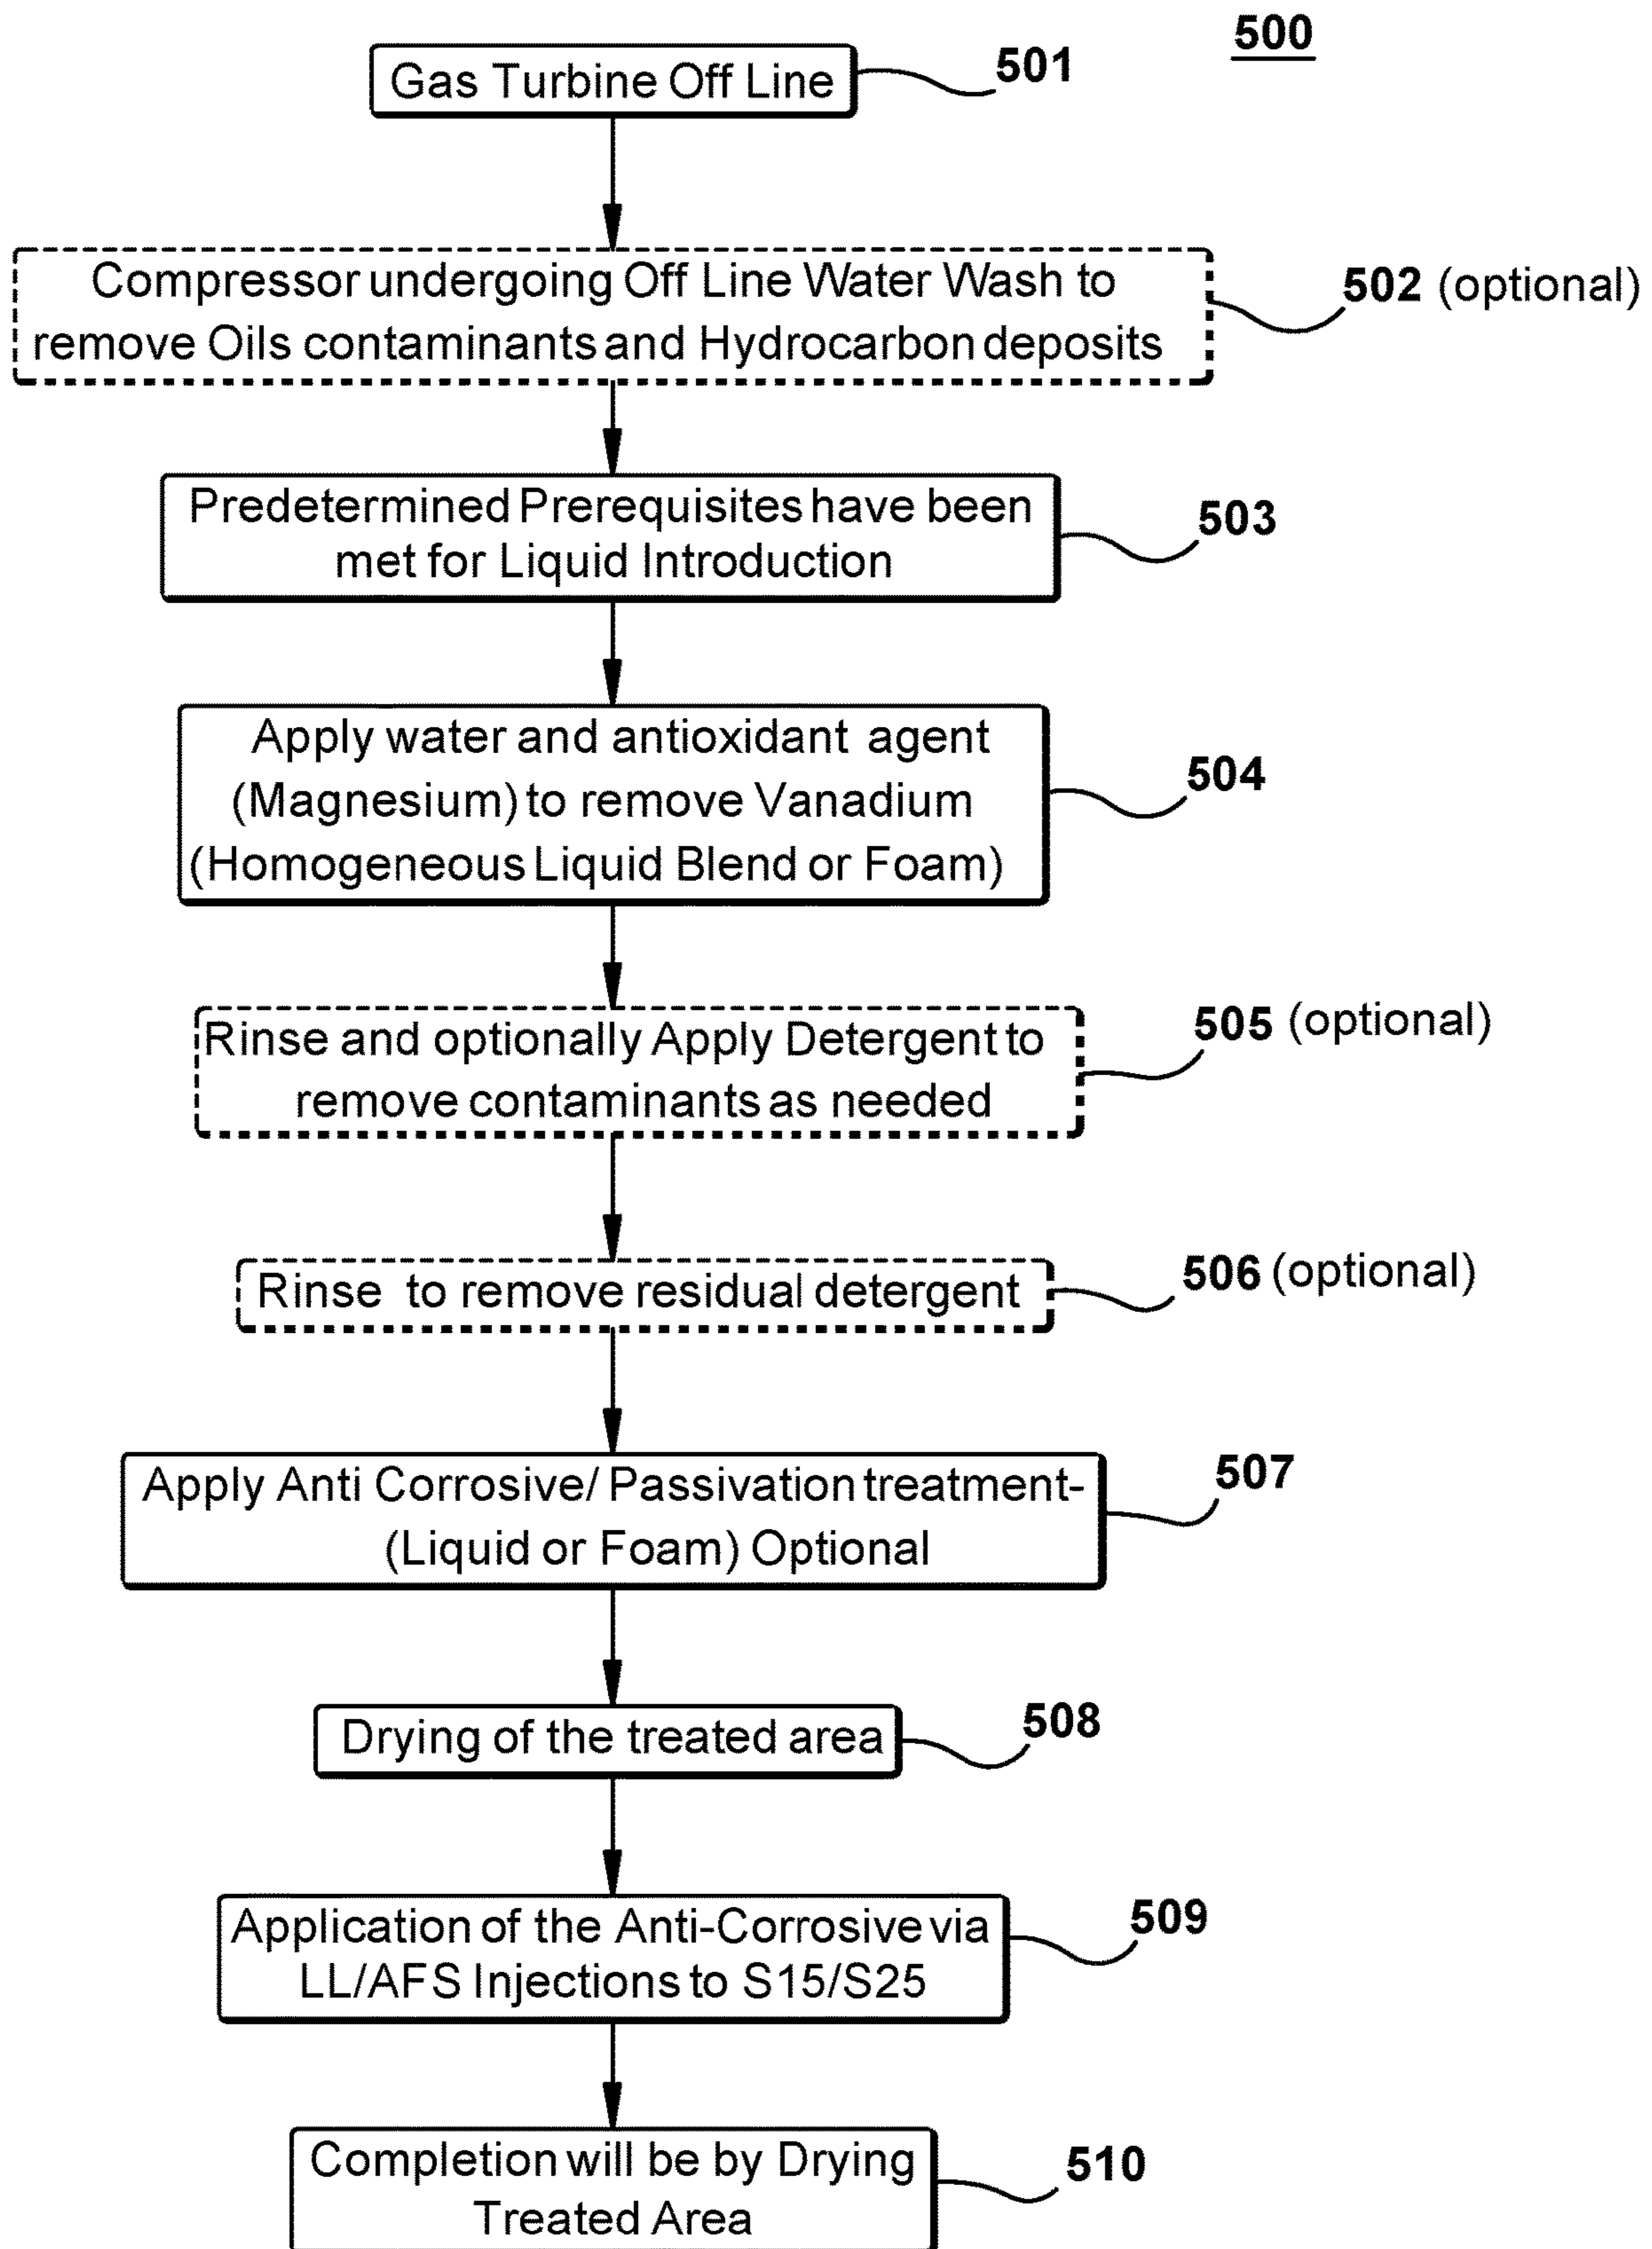 500
Gas Turbine Off Line
501
Compressor undergoing Off Line Water Wash to
remove Oils contaminants and Hydrocarbon deposits
502 (optional)
Predetermined Prerequisites have been
met for Liquid Introduction
503
Apply water and antioxidant agent
(Magnesium) to remove Vanadium
(Homogeneous Liquid Blend or Foam)
504
Rinse and optionally Apply Detergent to
remove contaminants as needed
505 (optional)
Rinse to remove residual detergent
506 (optional)
Apply Anti Corrosive/ Passivation treatment-
(Liquid or Foam) Optional
507
Drying of the treated area
508
Application of the Anti-Corrosive via
LL/AFS Injections to S15/S25
509
Completion will be by Drying
Treated Area
510